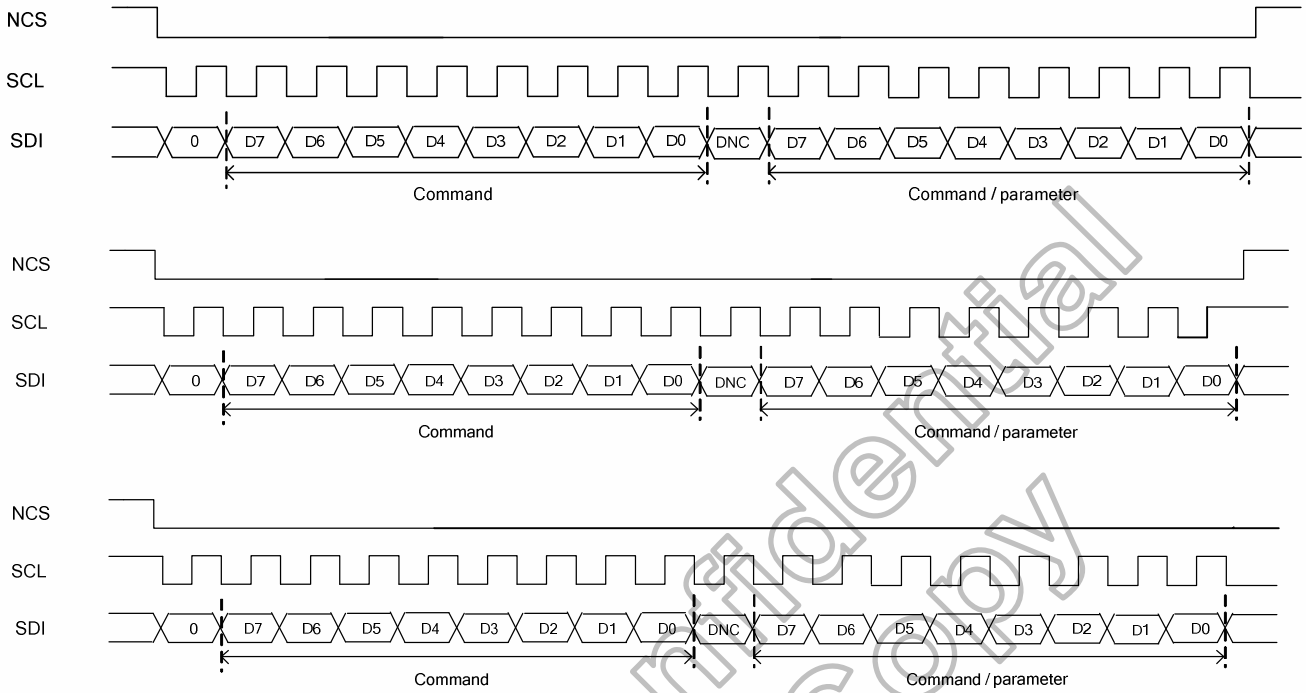 NCS
SCL
SDI 0 D7 D6 D5 D4 D3 D2 D1 D0 DNC D7 D6 D5 D4 D3 D2 D1 D0
Command Command / parameter
NCS
SCL
SDI 0 D7 D6 D5 D4 D3 D2 D1 D0 DNC D7 D6 D5 D4 D3 D2 D1 D0
Command Command / parameter
NCS
SCL
SDI 0 D7 D6 D5 D4 D3 D2 D1 D0 DNC D7 D6 D5 D4 D3 D2 D1 D0
Command Command / parameter
nfidential
copy